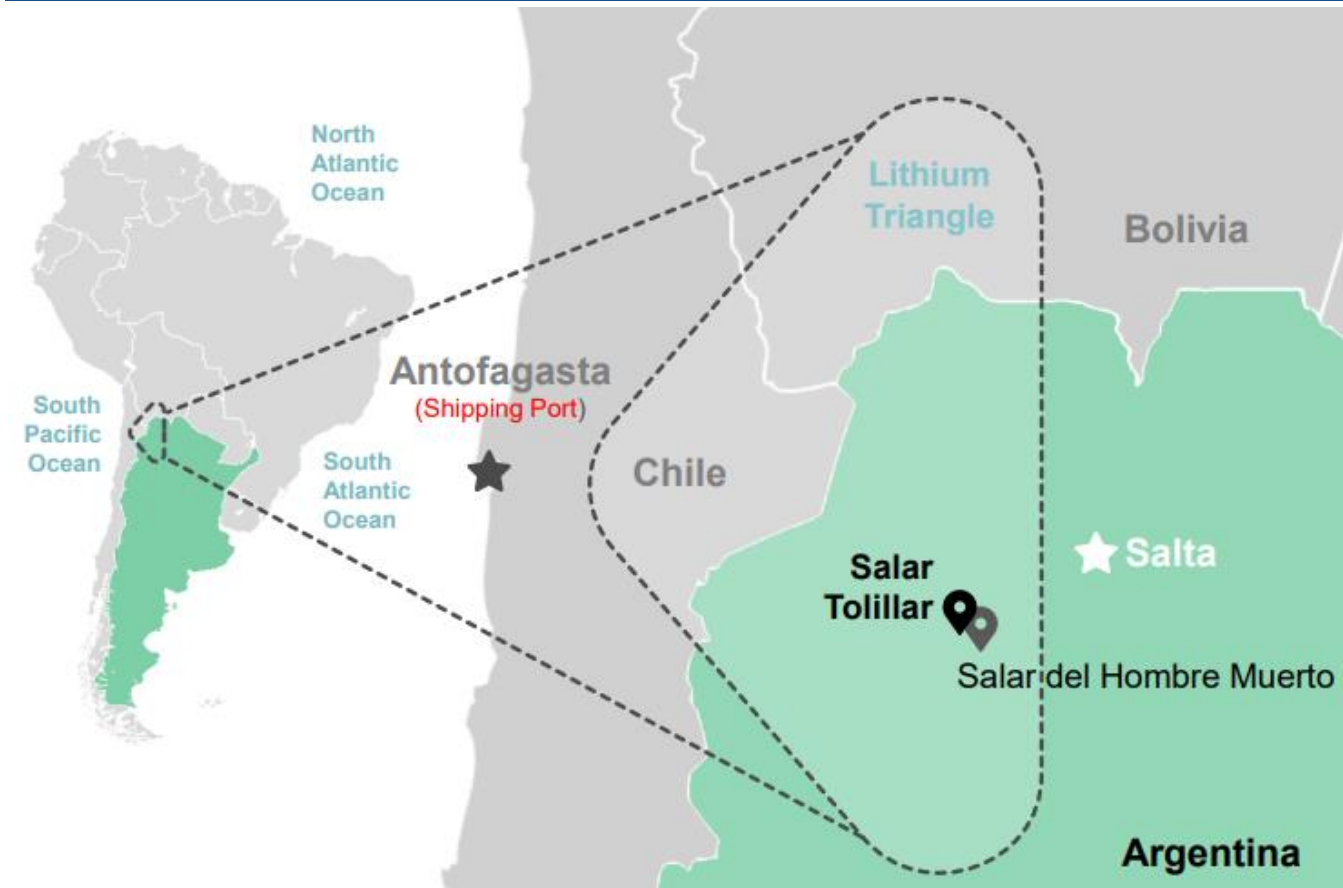 North
Atlantic
Ocean
Lithium
Triangle
Bolivia
Antofagasta
(Shipping Port)
South
Pacific
Ocean
South
Atlantic
Ocean
Chile
Salta
Salar
Tolillar
Salar del Hombre Muerto
Argentina